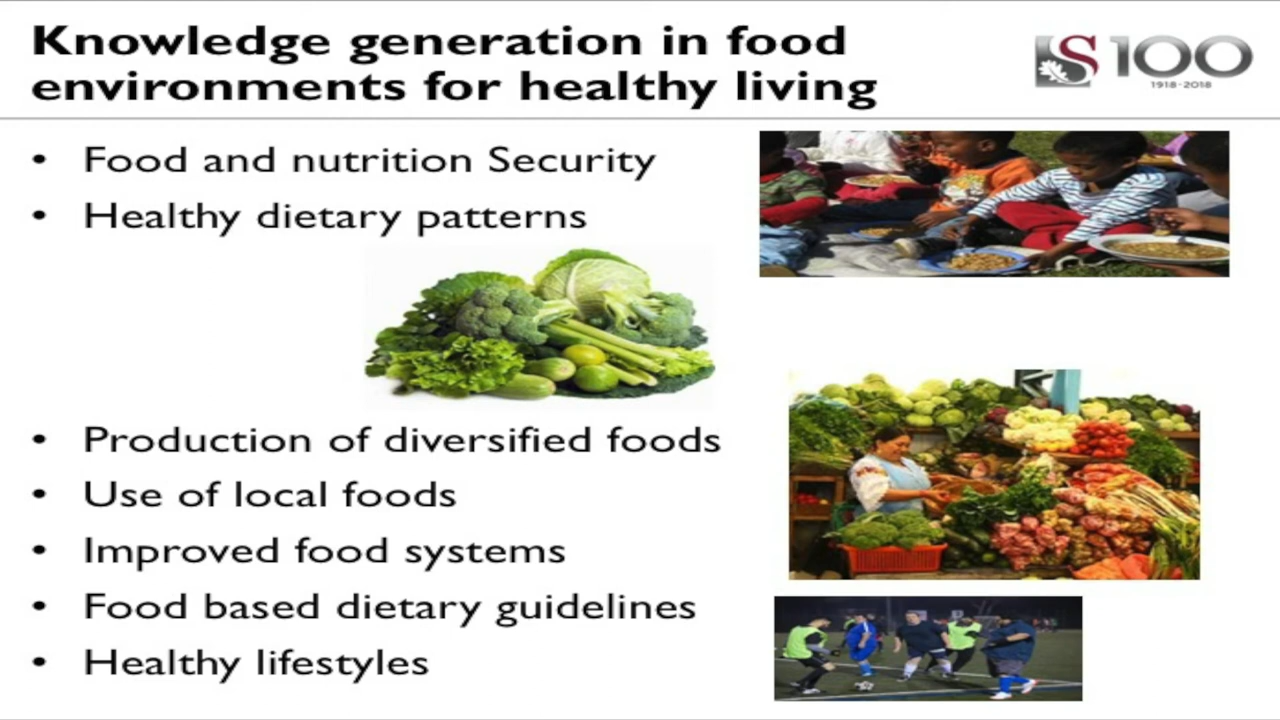 Knowledge generation in food
environments for healthy living
S100
1918 - 2018
• Food and nutrition Security
• Healthy dietary patterns
• Production of diversified foods
• Use of local foods
• Improved food systems
• Food based dietary guidelines
• Healthy lifestyles